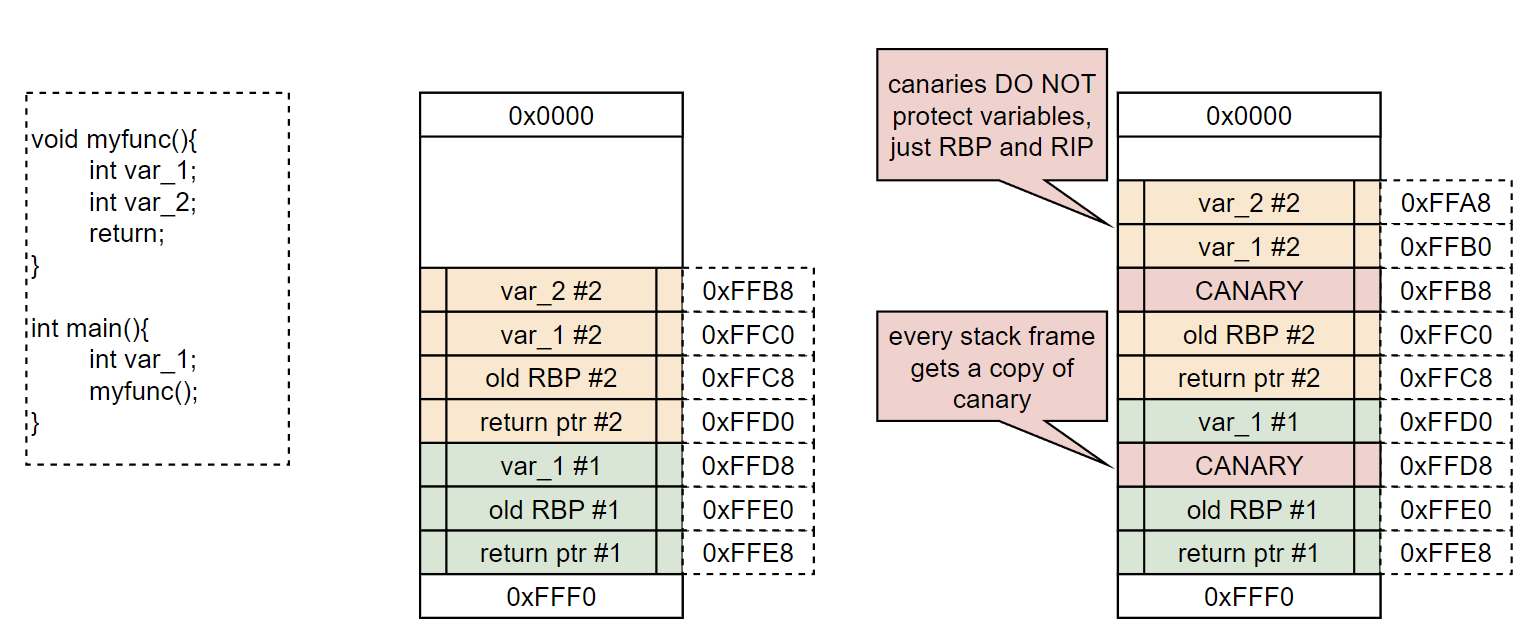 void myfunc(){
int var_1;
int var_2;
return;
}
int main(){
int var_1;
myfunc();
}
0x0000
var_2 #2
0xFFB8
var_1 #2
0xFFC0
old RBP #2
0xFFC8
return ptr #2
0xFFD0
var_1 #1
0xFFD8
old RBP #1
0xFFE0
return ptr #1
0xFFE8
0xFFF0
canaries DO NOT
protect variables,
just RBP and RIP
every stack frame
gets a copy of
canary
0x0000
var_2 #2
0xFFA8
var_1 #2
0xFFB0
CANARY
0xFFB8
old RBP #2
0xFFC0
return ptr #2
0xFFC8
var_1 #1
0xFFD0
CANARY
0xFFD8
old RBP #1
0xFFE0
return ptr #1
0xFFE8
0xFFF0